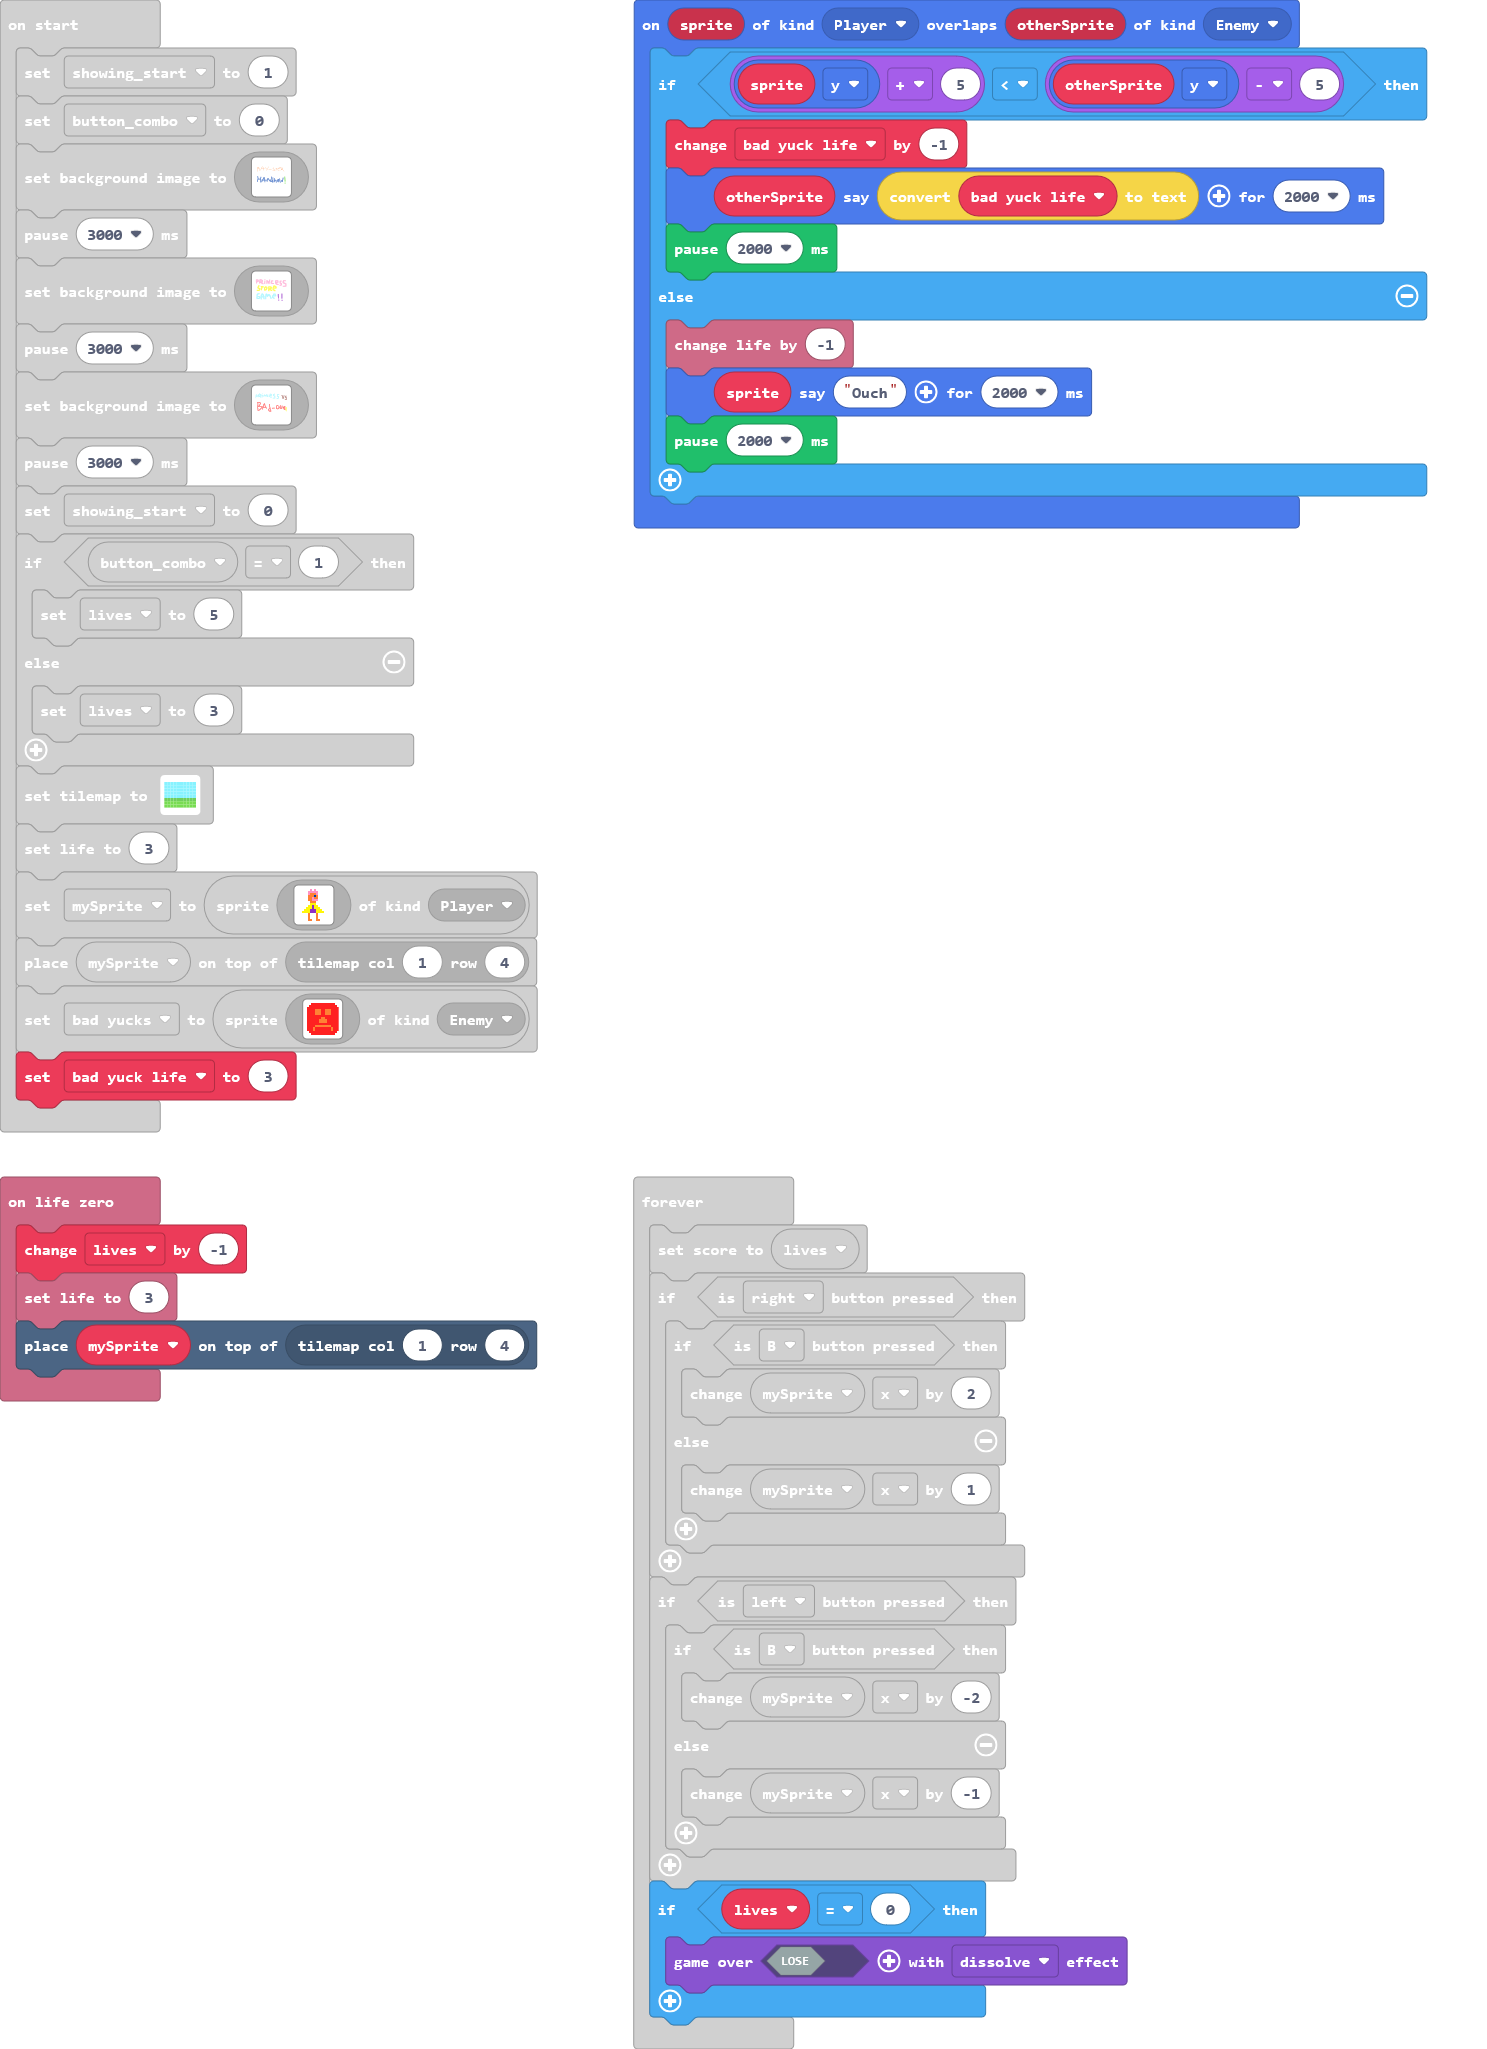 on start
set showing_start to 1
set button_combo to 0
set background image to
pause 3000 ms
set background image to
pause 3000 ms
set background image to
pause 3000 ms
set showing_start to 0
if button_combo = 1 then
set lives to 5
else
set lives to 3
set tilemap to
set life to 3
set mySprite to sprite of kind Player
place mySprite on top of tilemap col 1 row 4
set bad yucks to sprite of kind Enemy
set bad yuck life to 3
on sprite of kind Player overlaps otherSprite of kind Enemy
if sprite y + 5 < otherSprite y - 5 then
change bad yuck life by -1
otherSprite say convert bad yuck life to text for 2000 ms
pause 2000 ms
else
change life by -1
sprite say "Ouch" for 2000 ms
pause 2000 ms
on life zero
change lives by -1
set life to 3
place mySprite on top of tilemap col 1 row 4
forever
set score to lives
if is right button pressed then
if is B button pressed then
change mySprite x by 2
else
change mySprite x by 1
if is left button pressed then
if is B button pressed then
change mySprite x by -2
else
change mySprite x by -1
if lives = 0 then
game over LOSE with dissolve effect